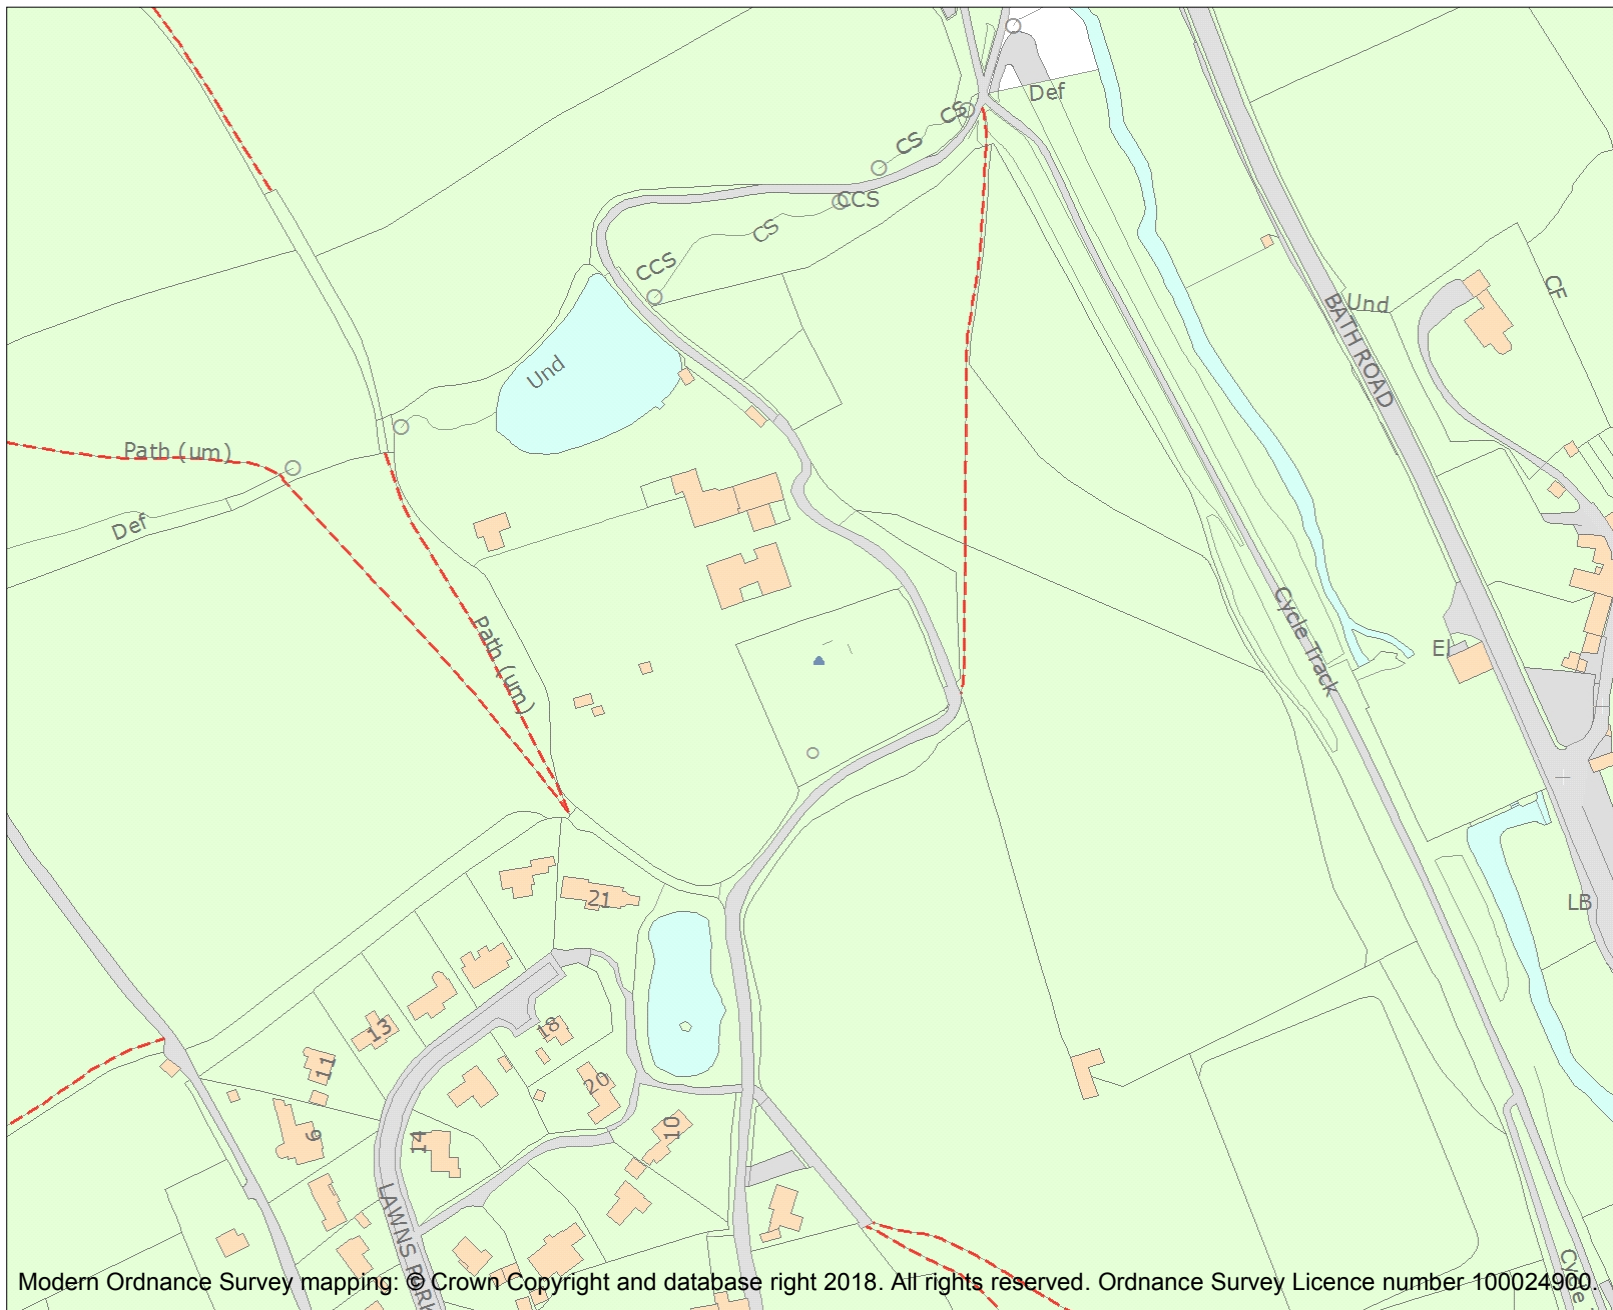 Def
CS
CS
CCS
CS
CCS
Und
CF
Und
BATH ROAD
Path (um)
Def
Cycle Track
Path (um)
El
21
LB
18
13
11
20
10
9
14
LAWNS PARK
Cycle
Modern Ordnance Survey mapping: © Crown Copyright and database right 2018. All rights reserved. Ordnance Survey Licence number 100024900.